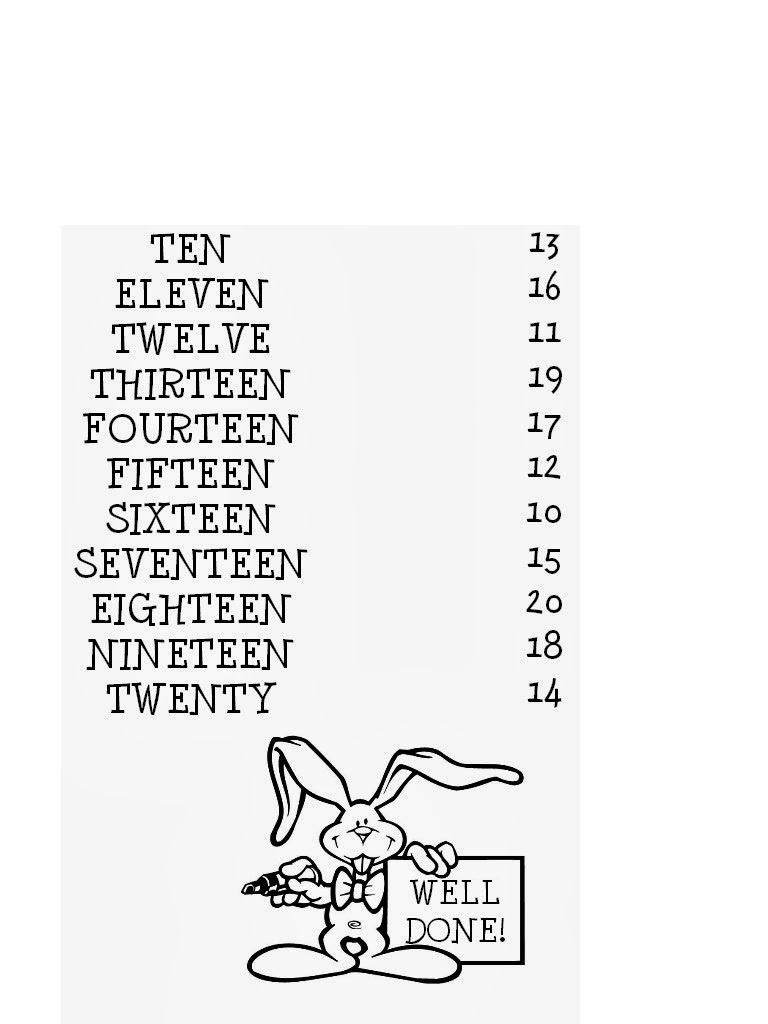 TEN 13
ELEVEN 16
TWELVE 11
THIRTEEN 19
FOURTEEN 17
FIFTEEN 12
SIXTEEN 10
SEVENTEEN 15
EIGHTEEN 20
NINETEEN 18
TWENTY 14
WELL
DONE!